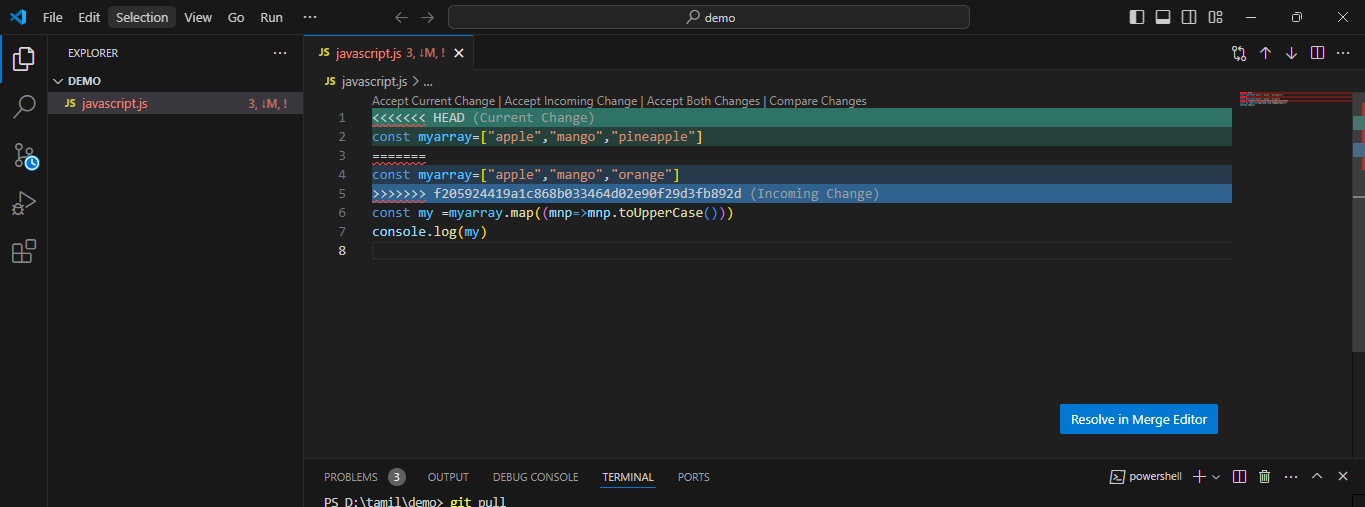 File Edit Selection View Go Run ···
demo
EXPLORER ···
DEMO
JS javascript.js 3, ↓M, !
JS javascript.js 3, ↓M, !
JS javascript.js > ...
Accept Current Change | Accept Incoming Change | Accept Both Changes | Compare Changes
1 <<<<<<< HEAD (Current Change)
2 const myarray=["apple","mango","pineapple"]
3 =======
4 const myarray=["apple","mango","orange"]
5 >>>>>>> f205924419a1c868b033464d02e90f29d3fb892d (Incoming Change)
6 const my =myarray.map((mnp=>mnp.toUpperCase()))
7 console.log(my)
8
Resolve in Merge Editor
PROBLEMS 3 OUTPUT DEBUG CONSOLE TERMINAL PORTS powershell
PS D:\tamil\demo> git pull